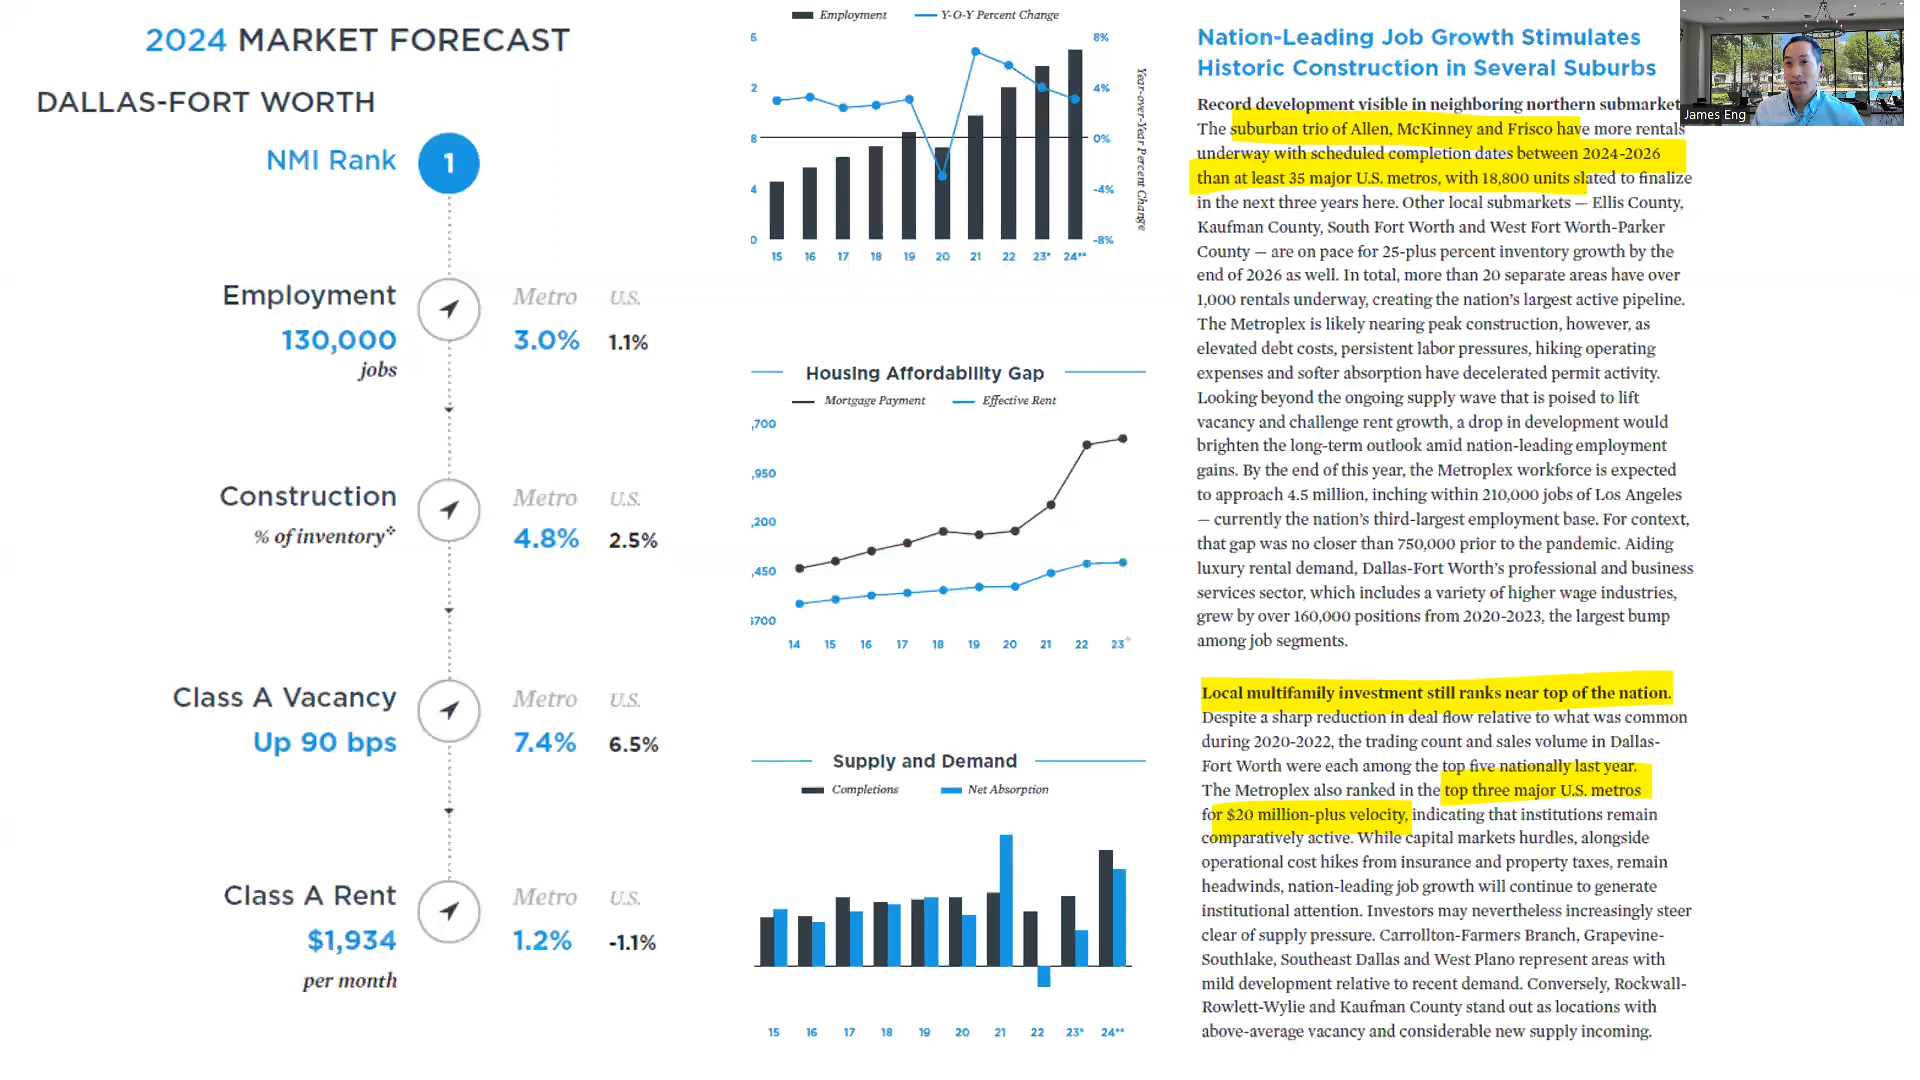 2024 MARKET FORECAST
DALLAS-FORT WORTH
NMI Rank 1
Employment Metro U.S.
130,000 3.0% 1.1%
jobs
Construction Metro U.S.
% of inventory❖ 4.8% 2.5%
Class A Vacancy Metro U.S.
Up 90 bps 7.4% 6.5%
Class A Rent Metro U.S.
$1,934 1.2% -1.1%
per month
Employment Y-O-Y Percent Change
6 8%
2 4%
8 0%
4 -4%
0 -8%
Year-over-Year Percent Change
15 16 17 18 19 20 21 22 23* 24**
Housing Affordability Gap
Mortgage Payment Effective Rent
,700
,950
,200
,450
$700
14 15 16 17 18 19 20 21 22 23
Supply and Demand
Completions Net Absorption
15 16 17 18 19 20 21 22 23* 24**
Nation-Leading Job Growth Stimulates
Historic Construction in Several Suburbs
Record development visible in neighboring northern submarket
The suburban trio of Allen, McKinney and Frisco have more rentals
underway with scheduled completion dates between 2024-2026
than at least 35 major U.S. metros, with 18,800 units slated to finalize
in the next three years here. Other local submarkets — Ellis County,
Kaufman County, South Fort Worth and West Fort Worth-Parker
County — are on pace for 25-plus percent inventory growth by the
end of 2026 as well. In total, more than 20 separate areas have over
1,000 rentals underway, creating the nation's largest active pipeline.
The Metroplex is likely nearing peak construction, however, as
elevated debt costs, persistent labor pressures, hiking operating
expenses and softer absorption have decelerated permit activity.
Looking beyond the ongoing supply wave that is poised to lift
vacancy and challenge rent growth, a drop in development would
brighten the long-term outlook amid nation-leading employment
gains. By the end of this year, the Metroplex workforce is expected
to approach 4.5 million, inching within 210,000 jobs of Los Angeles
— currently the nation's third-largest employment base. For context,
that gap was no closer than 750,000 prior to the pandemic. Aiding
luxury rental demand, Dallas-Fort Worth's professional and business
services sector, which includes a variety of higher wage industries,
grew by over 160,000 positions from 2020-2023, the largest bump
among job segments.
Local multifamily investment still ranks near top of the nation.
Despite a sharp reduction in deal flow relative to what was common
during 2020-2022, the trading count and sales volume in Dallas-
Fort Worth were each among the top five nationally last year.
The Metroplex also ranked in the top three major U.S. metros
for $20 million-plus velocity, indicating that institutions remain
comparatively active. While capital markets hurdles, alongside
operational cost hikes from insurance and property taxes, remain
headwinds, nation-leading job growth will continue to generate
institutional attention. Investors may nevertheless increasingly steer
clear of supply pressure. Carrollton-Farmers Branch, Grapevine-
Southlake, Southeast Dallas and West Plano represent areas with
mild development relative to recent demand. Conversely, Rockwall-
Rowlett-Wylie and Kaufman County stand out as locations with
above-average vacancy and considerable new supply incoming.
James Eng